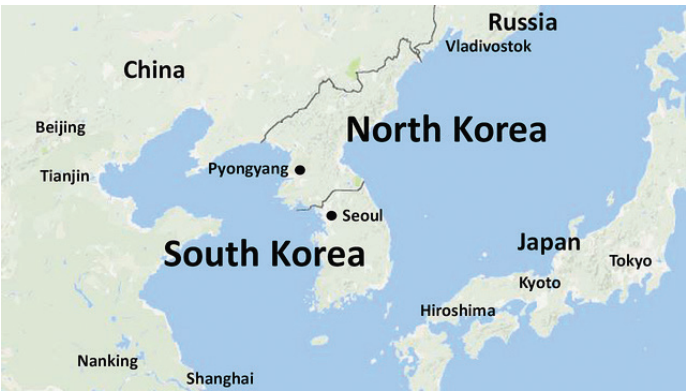 Russia
Vladivostok
China
Beijing
North Korea
Pyongyang
Tianjin
Seoul
South Korea
Japan
Tokyo
Kyoto
Hiroshima
Nanking
Shanghai